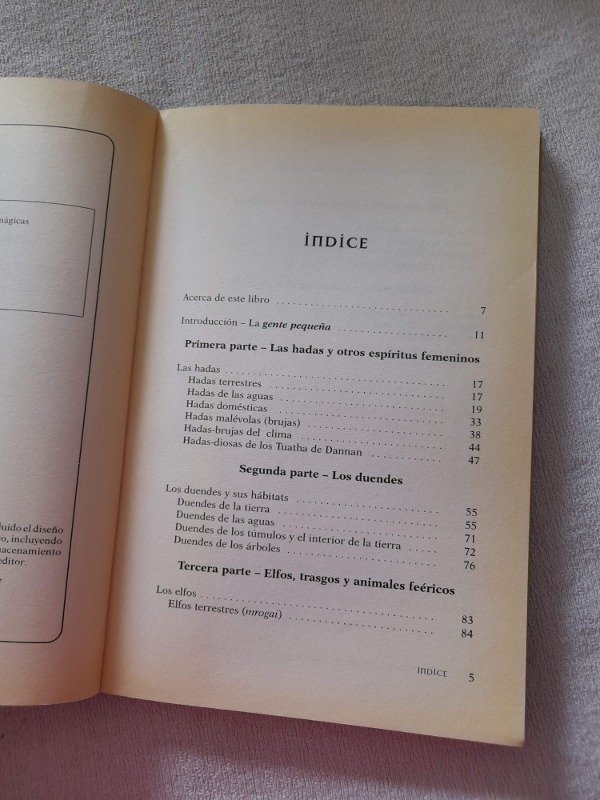 mágicas
luido el diseño
o, incluyendo
acenamiento
editor.
ÍNDICE
Acerca de este libro . . . . . . . . . . . . . . . . . . . . 7
Introducción – La gente pequeña . . . . . . . . . . . . . . . . . . . . 11
Primera parte – Las hadas y otros espíritus femeninos
Las hadas . . . . . . . . . . . . . . . . . . . . 17
Hadas terrestres . . . . . . . . . . . . . . . . . . . . 17
Hadas de las aguas . . . . . . . . . . . . . . . . . . . . 19
Hadas domésticas . . . . . . . . . . . . . . . . . . . . 33
Hadas malévolas (brujas) . . . . . . . . . . . . . . . . . . . . 38
Hadas-brujas del clima . . . . . . . . . . . . . . . . . . . . 44
Hadas-diosas de los Tuatha de Dannan . . . . . . . . . . . . 47
Segunda parte – Los duendes
Los duendes y sus hábitats . . . . . . . . . . . . . . . . . . . . 55
Duendes de la tierra . . . . . . . . . . . . . . . . . . . . 55
Duendes de las aguas . . . . . . . . . . . . . . . . . . . . 71
Duendes de los túmulos y el interior de la tierra . . . . 72
Duendes de los árboles . . . . . . . . . . . . . . . . . . . . 76
Tercera parte – Elfos, trasgos y animales feéricos
Los elfos . . . . . . . . . . . . . . . . . . . . 83
Elfos terrestres (mrogai) . . . . . . . . . . . . . . . . . . . . 84
ÍNDICE 5